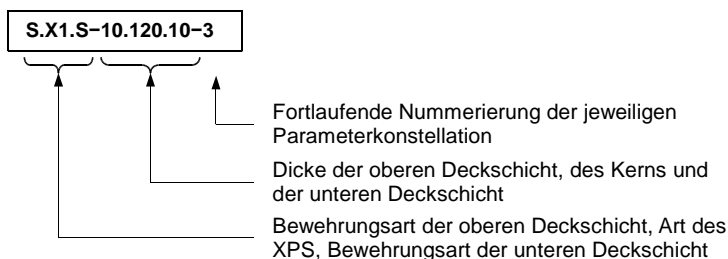 S.X1.S−10.120.10−3
Fortlaufende Nummerierung der jeweiligen
Parameterkonstellation
Dicke der oberen Deckschicht, des Kerns und
der unteren Deckschicht
Bewehrungsart der oberen Deckschicht, Art des
XPS, Bewehrungsart der unteren Deckschicht